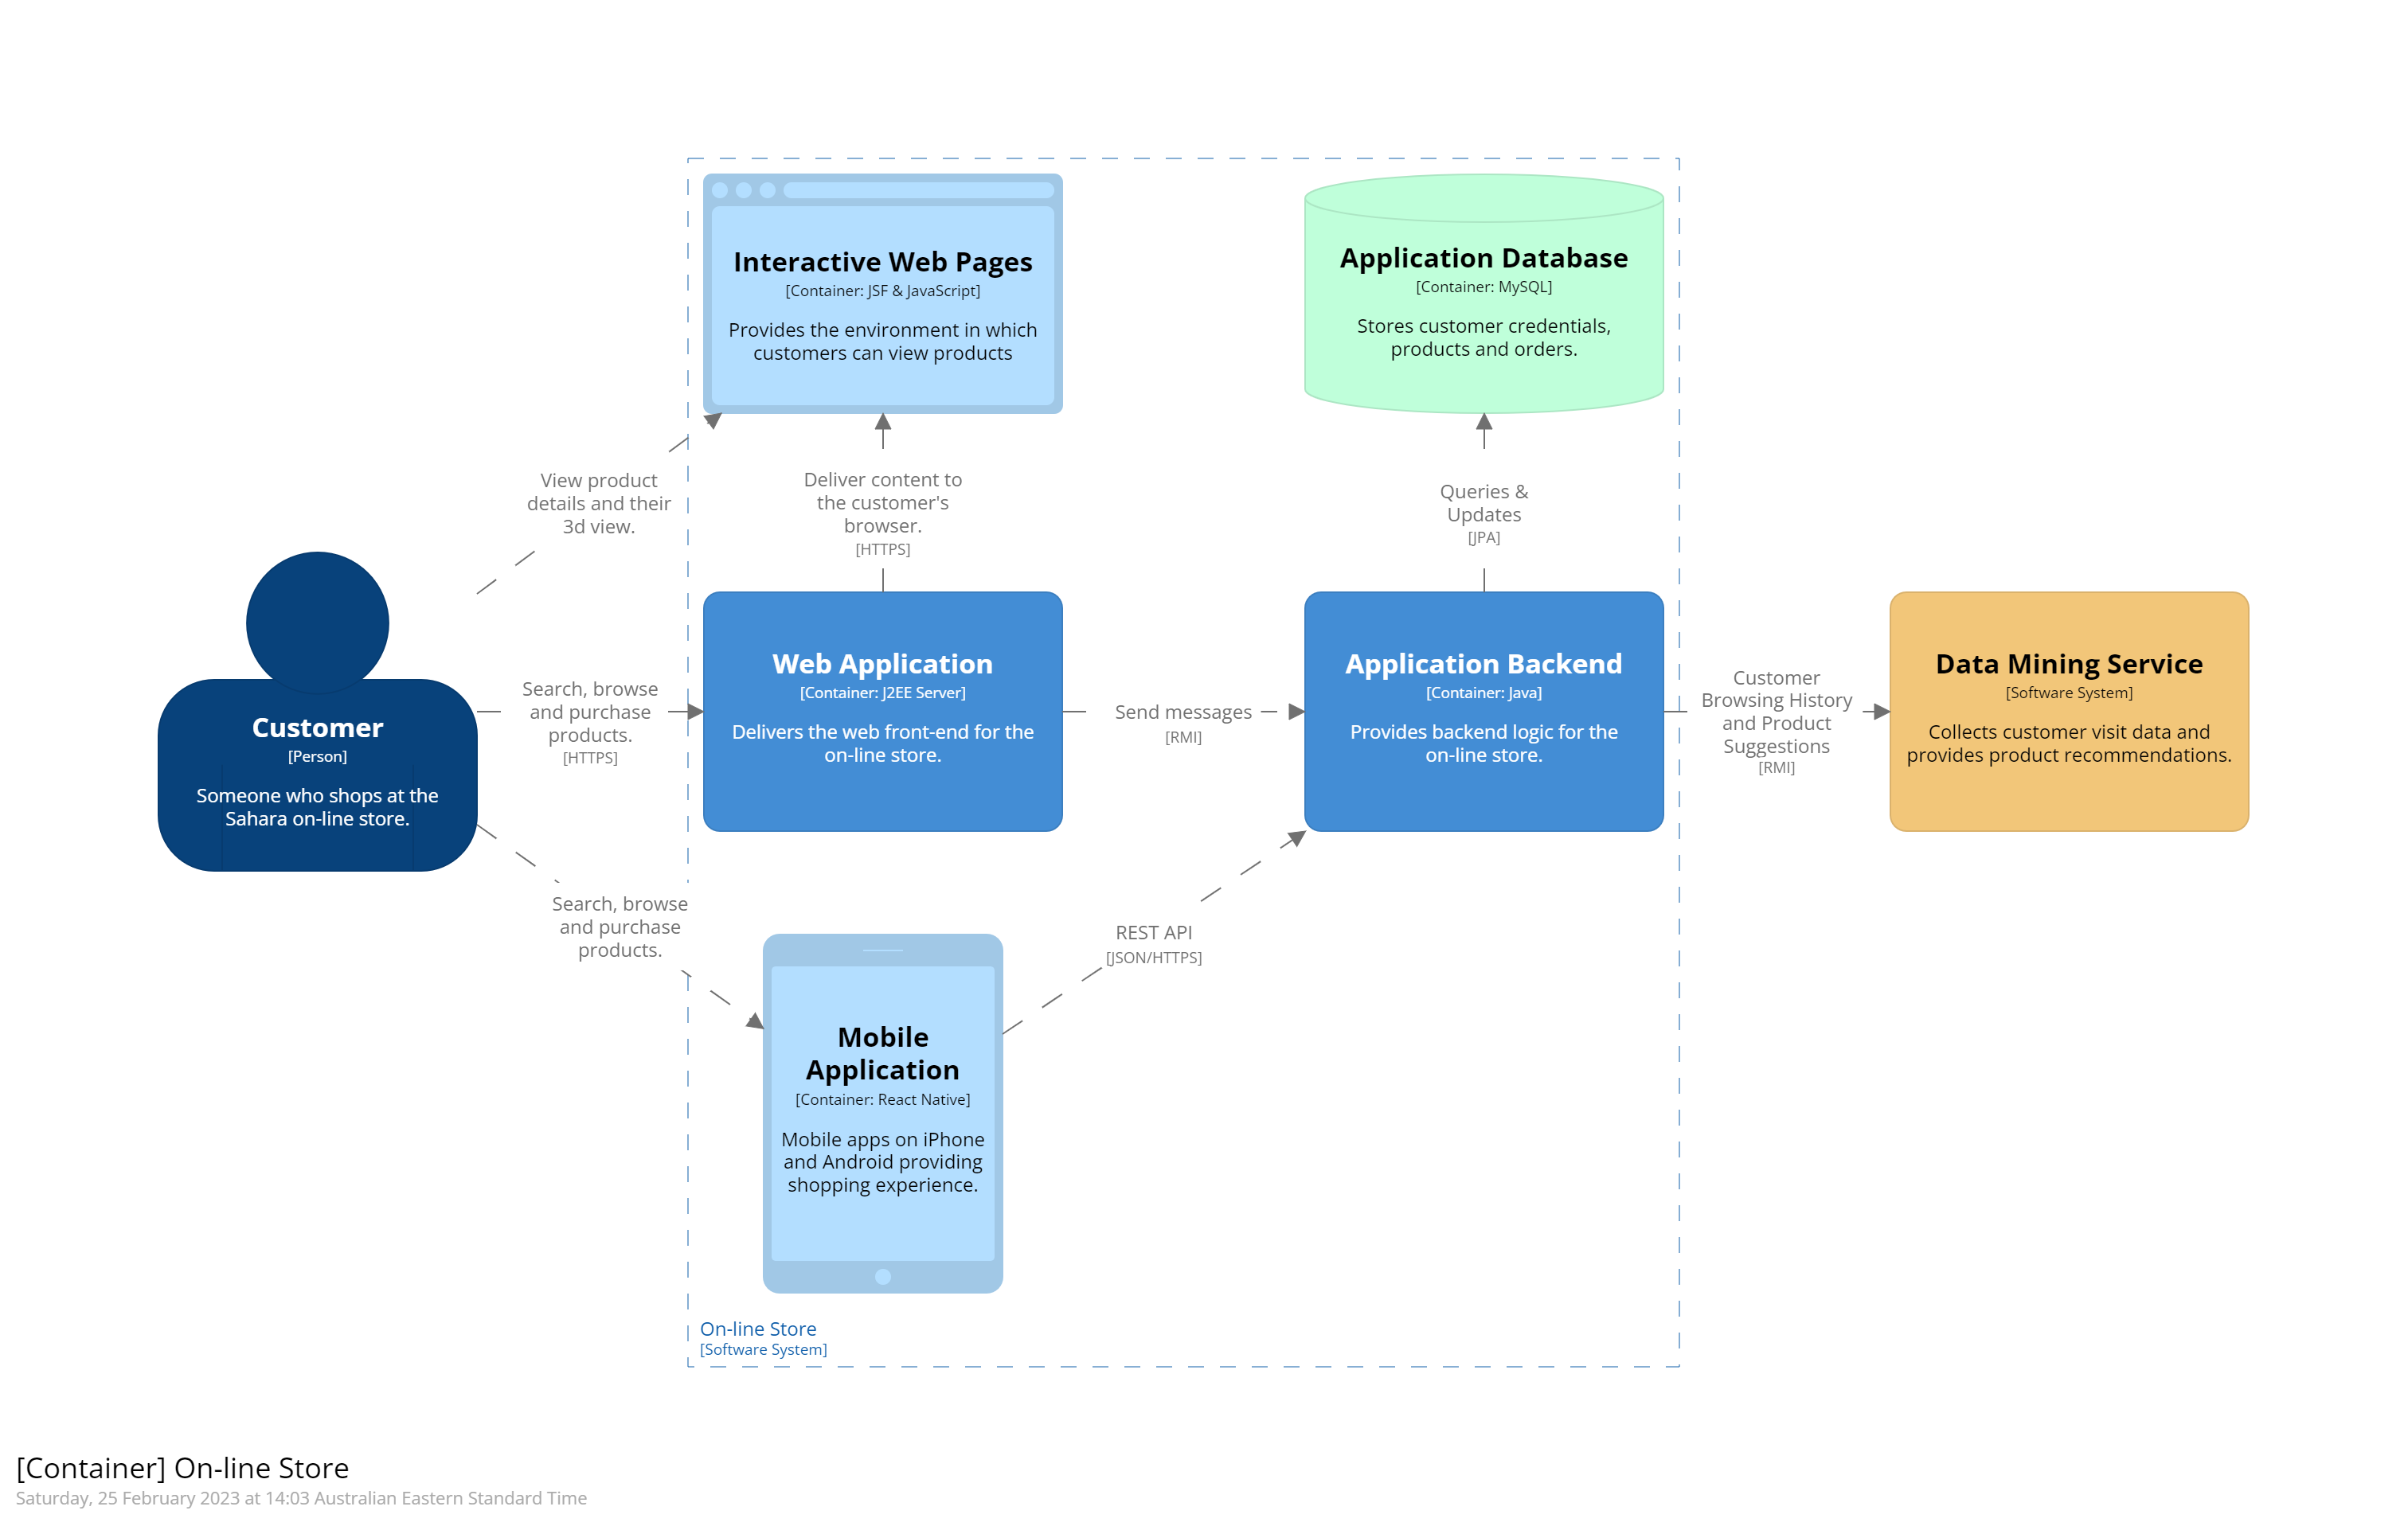 Interactive Web Pages
[Container: JSF & JavaScript]
Provides the environment in which
customers can view products
Application Database
[Container: MySQL]
Stores customer credentials,
products and orders.
View product
details and their
3d view.
Deliver content to
the customer's
browser.
[HTTPS]
Queries &
Updates
[JPA]
Customer
[Person]
Someone who shops at the
Sahara on-line store.
Search, browse
and purchase
products.
[HTTPS]
Web Application
[Container: J2EE Server]
Delivers the web front-end for the
on-line store.
Send messages
[RMI]
Application Backend
[Container: Java]
Provides backend logic for the
on-line store.
Customer
Browsing History
and Product
Suggestions
[RMI]
Data Mining Service
[Software System]
Collects customer visit data and
provides product recommendations.
Search, browse
and purchase
products.
REST API
[JSON/HTTPS]
Mobile
Application
[Container: React Native]
Mobile apps on iPhone
and Android providing
shopping experience.
On-line Store
[Software System]
[Container] On-line Store
Saturday, 25 February 2023 at 14:03 Australian Eastern Standard Time